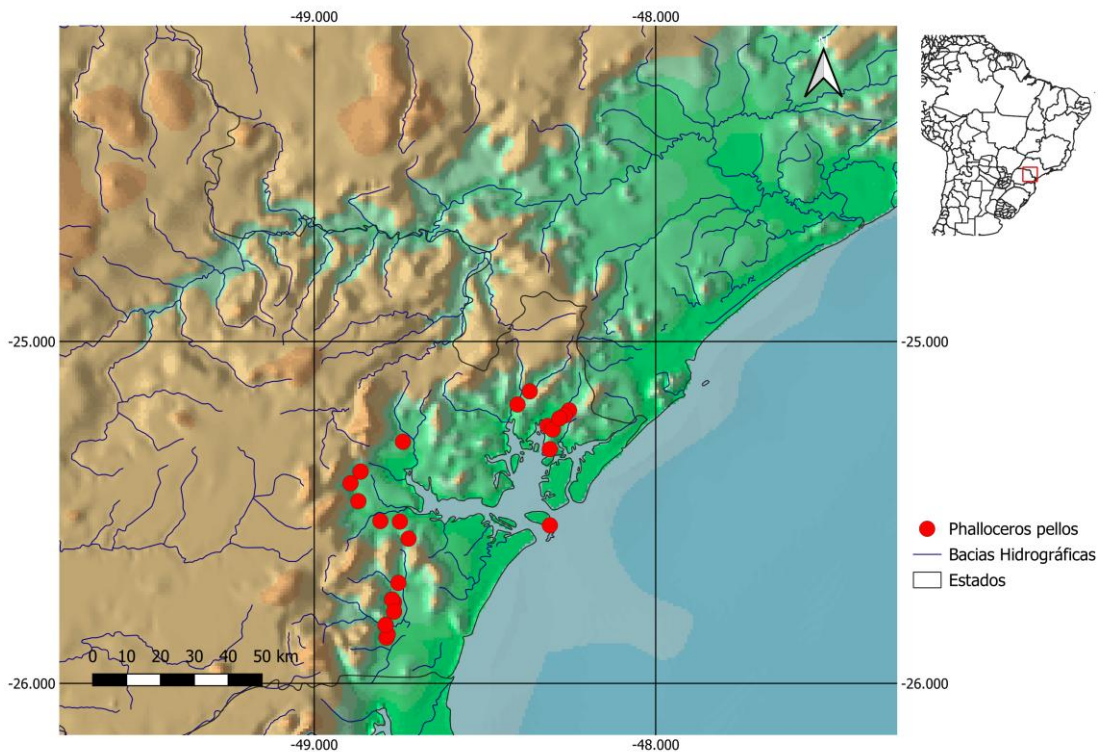 -49.000
-48.000
-25.000
-25.000
Phalloceros pellos
Bacias Hidrográficas
Estados
0 10 20 30 40 50 km
-26.000
-26.000
-49.000
-48.000